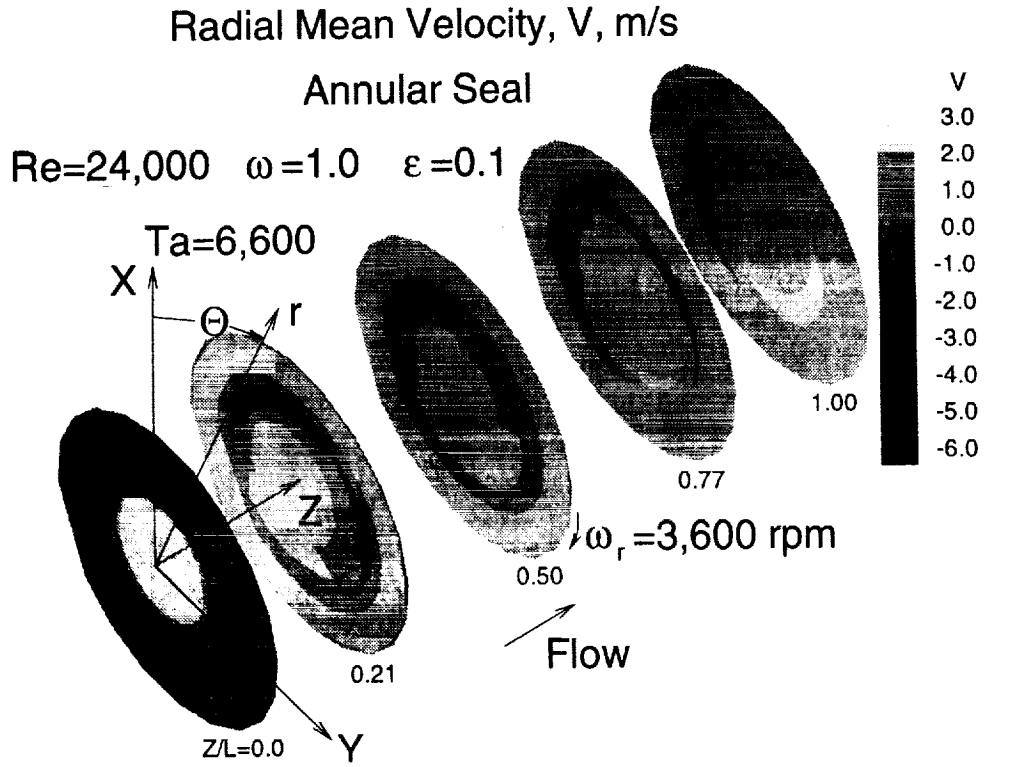 Radial Mean Velocity, V, m/s
Annular Seal
Re=24,000 ω=1.0 ε=0.1
Ta=6,600
X
Θ
r
Z
Y
Z/L=0.0
0.21
0.50
0.77
1.00
ωr=3,600 rpm
Flow
V
3.0
2.0
1.0
0.0
-1.0
-2.0
-3.0
-4.0
-5.0
-6.0